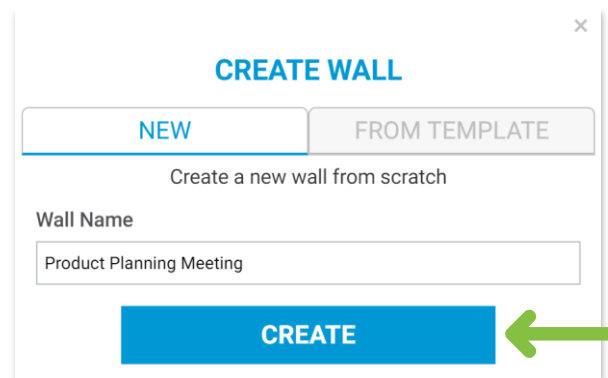 ×
CREATE WALL
NEW
FROM TEMPLATE
Create a new wall from scratch
Wall Name
Product Planning Meeting
CREATE